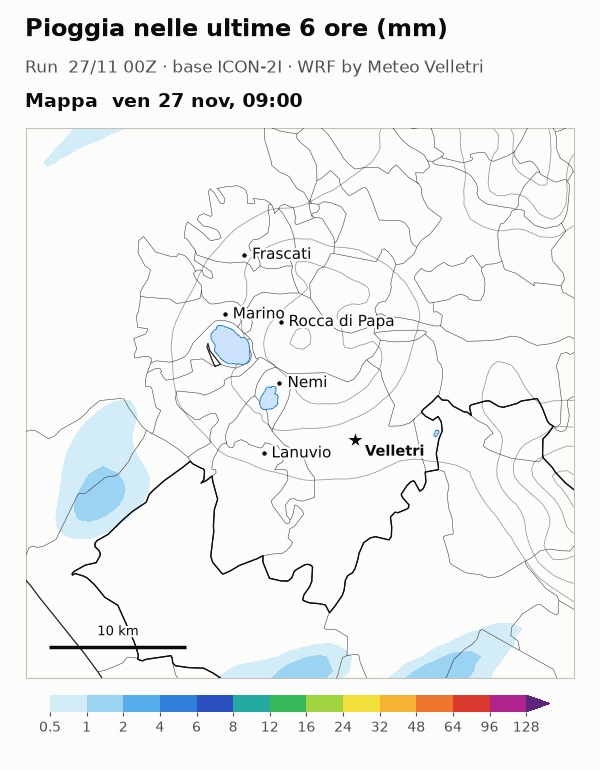 Pioggia nelle ultime 6 ore (mm)
Run  27/11 00Z · base ICON-2I · WRF by Meteo Velletri
Mappa  ven 27 nov, 09:00
Frascati
Marino
Rocca di Papa
Nemi
Velletri
Lanuvio
10 km
0.5 1 2 4 6 8 12 16 24 32 48 64 96 128